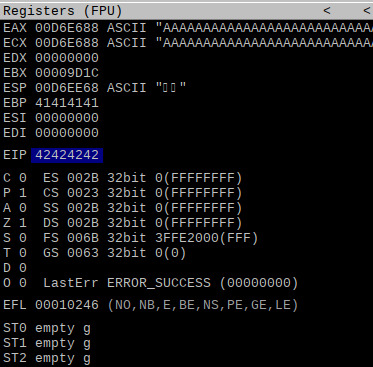 Registers (FPU) < <
EAX 00D6E688 ASCII "AAAAAAAAAAAAAAAAAAAAAAAAAA
ECX 00D6E688 ASCII "AAAAAAAAAAAAAAAAAAAAAAAAAA
EDX 00000000
EBX 00009D1C
ESP 00D6EE68 ASCII "▯▯"
EBP 41414141
ESI 00000000
EDI 00000000
EIP 42424242
C 0 ES 002B 32bit 0(FFFFFFFF)
P 1 CS 0023 32bit 0(FFFFFFFF)
A 0 SS 002B 32bit 0(FFFFFFFF)
Z 1 DS 002B 32bit 0(FFFFFFFF)
S 0 FS 006B 32bit 3FFE2000(FFF)
T 0 GS 0063 32bit 0(0)
D 0
O 0 LastErr ERROR_SUCCESS (00000000)
EFL 00010246 (NO,NB,E,BE,NS,PE,GE,LE)
ST0 empty g
ST1 empty g
ST2 empty g